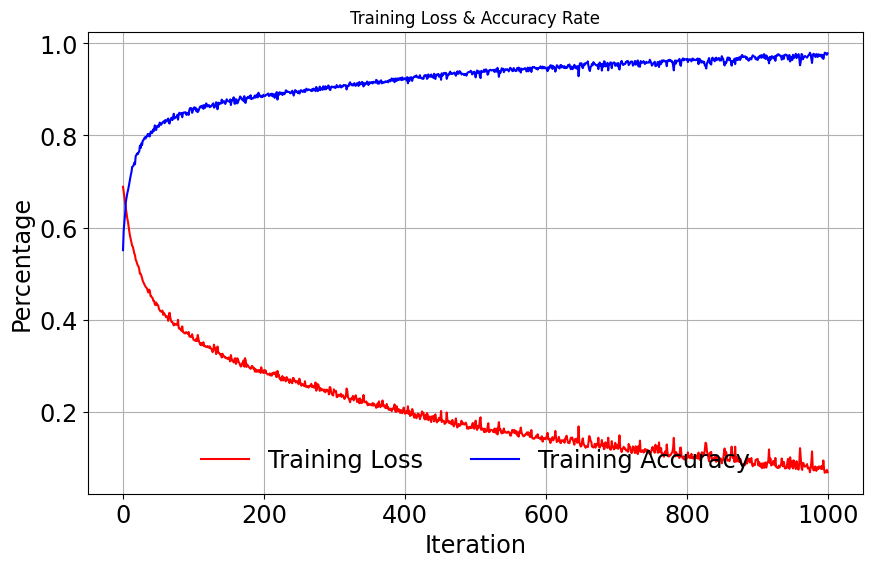 Training Loss & Accuracy Rate
1.0
0.8
0.6
0.4
0.2
Percentage
Training Loss
Training Accuracy
0 200 400 600 800 1000
Iteration